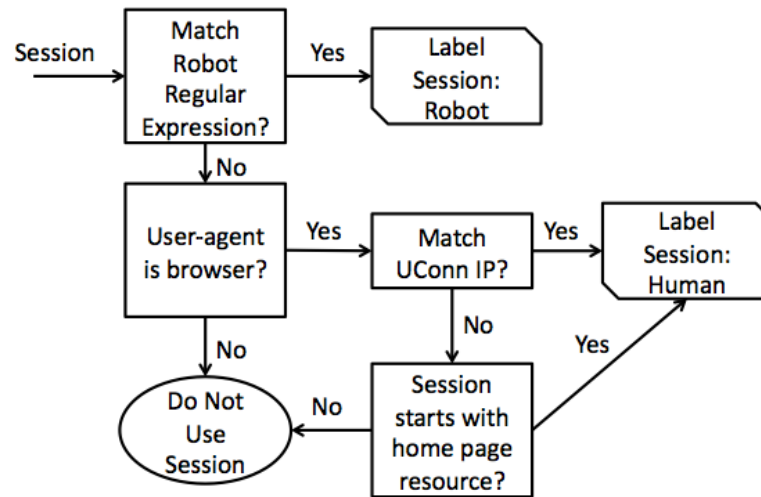 Session
Match
Robot
Regular
Expression?
Yes
Label
Session:
Robot
No
User-agent
is browser?
Yes
Match
UConn IP?
Yes
Label
Session:
Human
No
No
Yes
Do Not
Use
Session
No
Session
starts with
home page
resource?